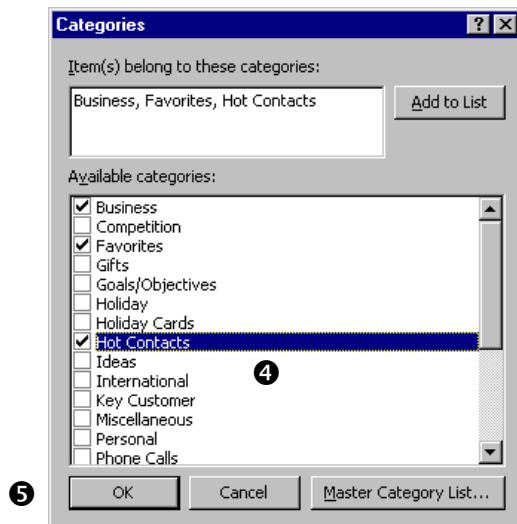 Categories
Item(s) belong to these categories:
Business, Favorites, Hot Contacts
Add to List
Available categories:
Business
Competition
Favorites
Gifts
Goals/Objectives
Holiday
Holiday Cards
Hot Contacts
Ideas
❹
International
Key Customer
Miscellaneous
Personal
Phone Calls
❺
OK
Cancel
Master Category List...